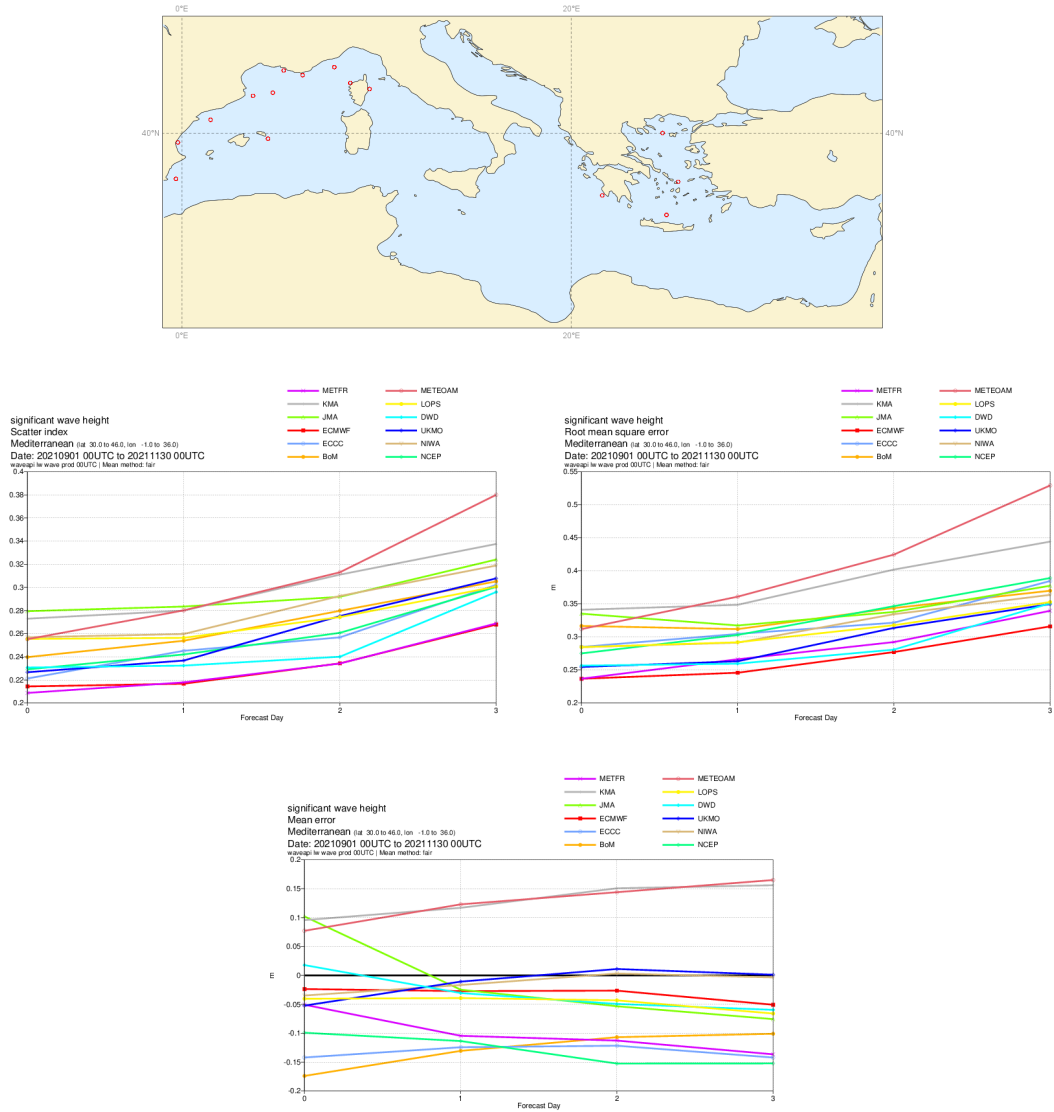 0°E
20°E
40°N
40°N
0°E
20°E
METFR
METEOAM
KMA
LOPS
JMA
DWD
ECMWF
UKMO
ECCC
NIWA
BoM
NCEP
significant wave height
Scatter index
Mediterranean (lat 30.0 to 46.0, lon -1.0 to 36.0)
Date: 20210901 00UTC to 20211130 00UTC
waveapi lw wave prod 00UTC | Mean method: fair
0.4
0.38
0.36
0.34
0.32
0.3
0.28
0.26
0.24
0.22
0.2
0
1
2
3
Forecast Day
METFR
METEOAM
KMA
LOPS
JMA
DWD
ECMWF
UKMO
ECCC
NIWA
BoM
NCEP
significant wave height
Root mean square error
Mediterranean (lat 30.0 to 46.0, lon -1.0 to 36.0)
Date: 20210901 00UTC to 20211130 00UTC
waveapi lw wave prod 00UTC | Mean method: fair
0.55
0.5
0.45
0.4
0.35
0.3
0.25
0.2
m
0
1
2
3
Forecast Day
METFR
METEOAM
KMA
LOPS
JMA
DWD
ECMWF
UKMO
ECCC
NIWA
BoM
NCEP
significant wave height
Mean error
Mediterranean (lat 30.0 to 46.0, lon -1.0 to 36.0)
Date: 20210901 00UTC to 20211130 00UTC
waveapi lw wave prod 00UTC | Mean method: fair
0.2
0.15
0.1
0.05
0
-0.05
-0.1
-0.15
-0.2
m
0
1
2
3
Forecast Day